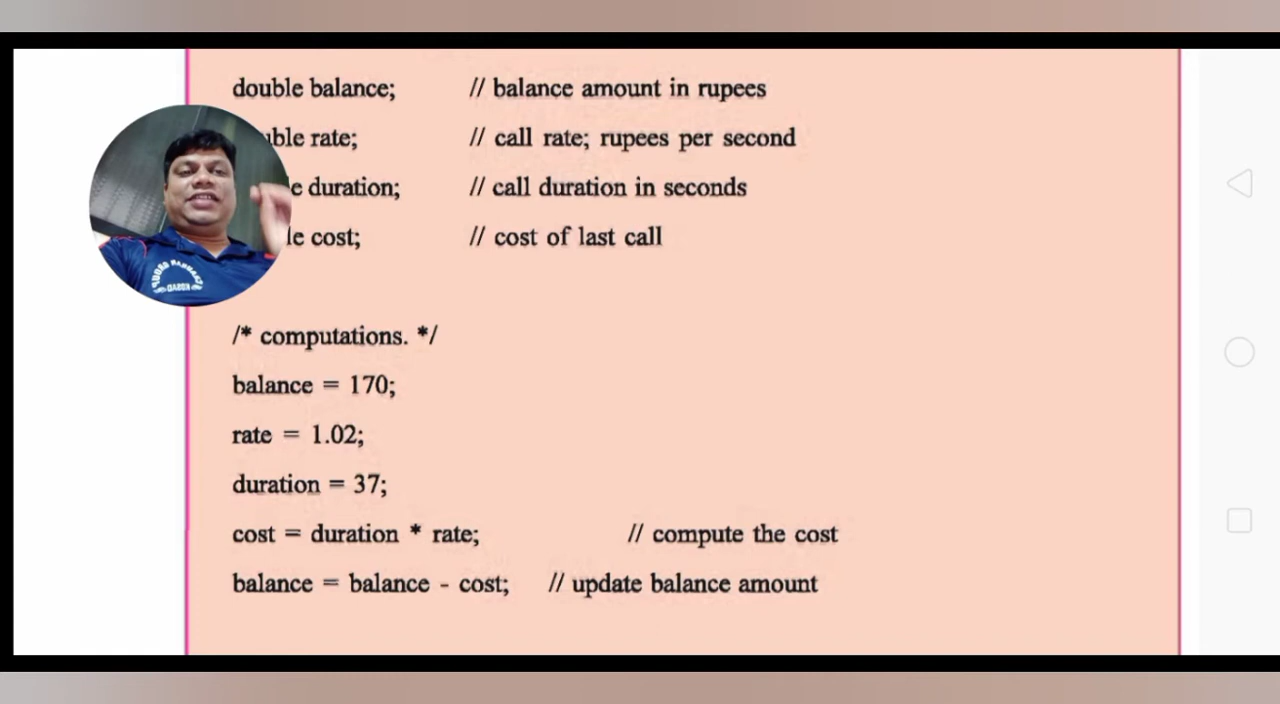 double balance; // balance amount in rupees
rate; // call rate; rupees per second
duration; // call duration in seconds
cost; // cost of last call
/* computations. */
balance = 170;
rate = 1.02;
duration = 37;
cost = duration * rate; // compute the cost
balance = balance - cost; // update balance amount